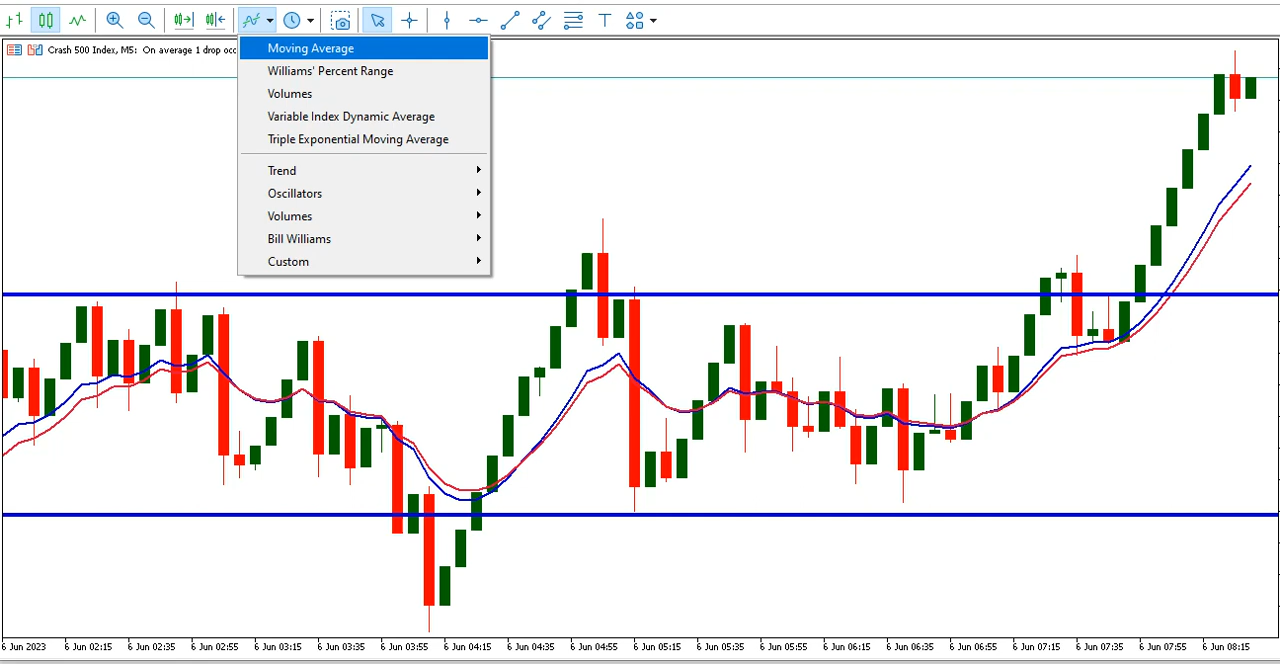 T
Crash 500 Index, M5: On average 1 drop occ
Moving Average
Williams' Percent Range
Volumes
Variable Index Dynamic Average
Triple Exponential Moving Average
Trend
Oscillators
Volumes
Bill Williams
Custom
6 Jun 2023 6 Jun 02:15 6 Jun 02:35 6 Jun 02:55 6 Jun 03:15 6 Jun 03:35 6 Jun 03:55 6 Jun 04:15 6 Jun 04:35 6 Jun 04:55 6 Jun 05:15 6 Jun 05:35 6 Jun 05:55 6 Jun 06:15 6 Jun 06:35 6 Jun 06:55 6 Jun 07:15 6 Jun 07:35 6 Jun 07:55 6 Jun 08:15